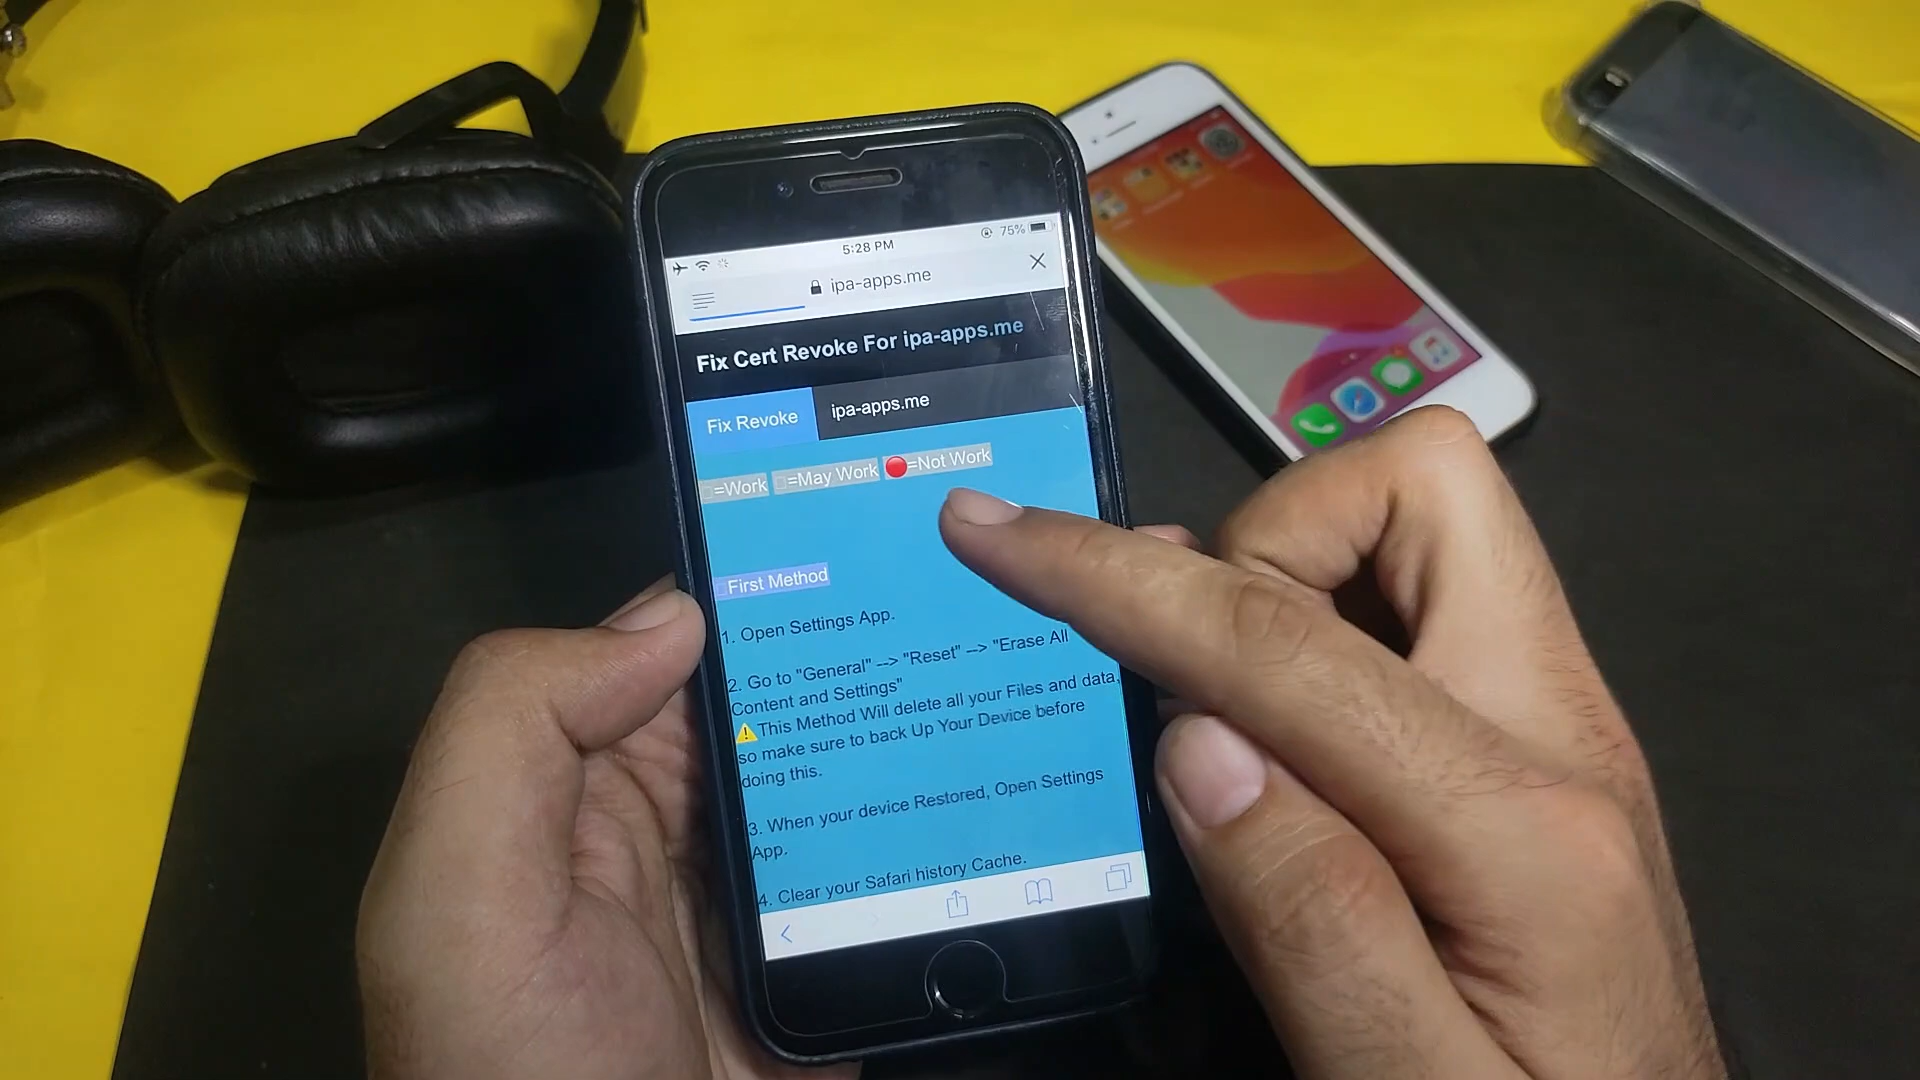 5:28 PM
75%
ipa-apps.me
Fix Cert Revoke For ipa-apps.me
Fix Revoke ipa-apps.me
=Work =May Work 🔴=Not Work
First Method
1. Open Settings App.
2. Go to "General" --> "Reset" --> "Erase All
Content and Settings"
⚠️This Method Will delete all your Files and data,
so make sure to back Up Your Device before
doing this.
3. When your device Restored, Open Settings
App.
4. Clear your Safari history Cache.